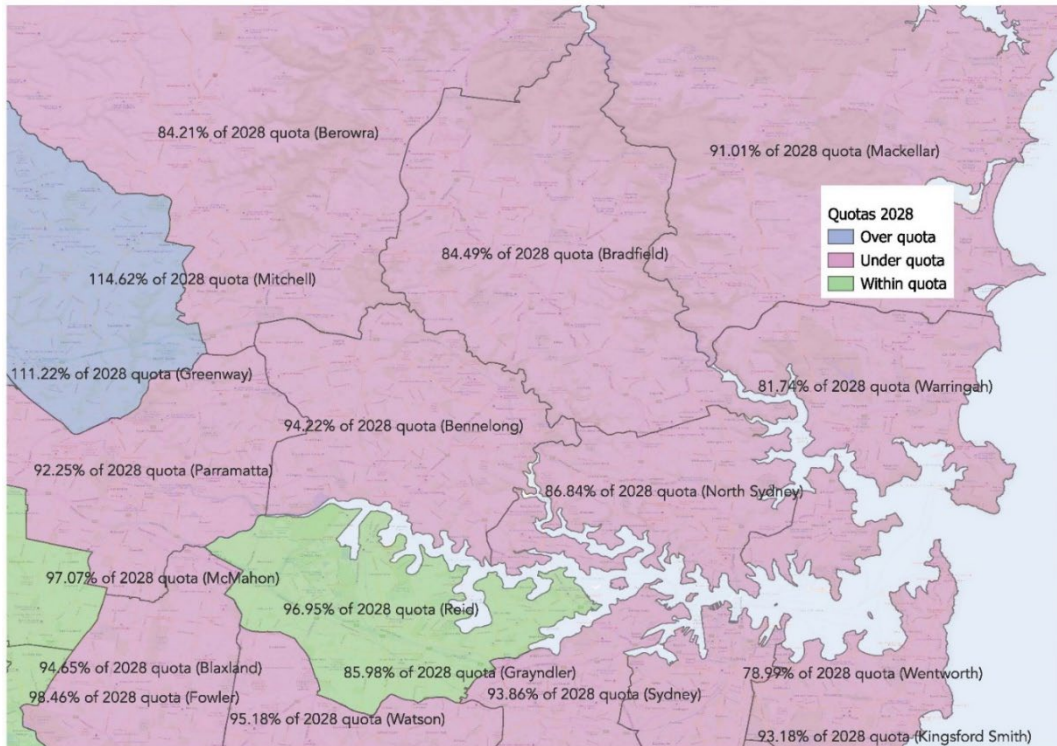 84.21% of 2028 quota (Berowra)
91.01% of 2028 quota (Mackellar)
Quotas 2028
Over quota
Under quota
Within quota
84.49% of 2028 quota (Bradfield)
114.62% of 2028 quota (Mitchell)
111.22% of 2028 quota (Greenway)
81.74% of 2028 quota (Warringah)
94.22% of 2028 quota (Bennelong)
92.25% of 2028 quota (Parramatta)
86.84% of 2028 quota (North Sydney)
97.07% of 2028 quota (McMahon)
96.95% of 2028 quota (Reid)
94.65% of 2028 quota (Blaxland)
85.98% of 2028 quota (Grayndler)
78.99% of 2028 quota (Wentworth)
98.46% of 2028 quota (Fowler)
93.86% of 2028 quota (Sydney)
95.18% of 2028 quota (Watson)
93.18% of 2028 quota (Kingsford Smith)